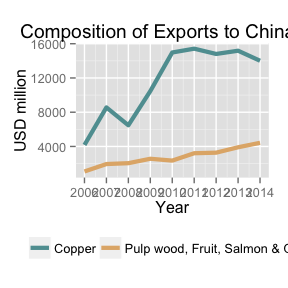 Composition of Exports to China
USD million
16000
12000
8000
4000
2006 2007 2008 2009 2010 2011 2012 2013 2014
Year
Copper
Pulp wood, Fruit, Salmon &